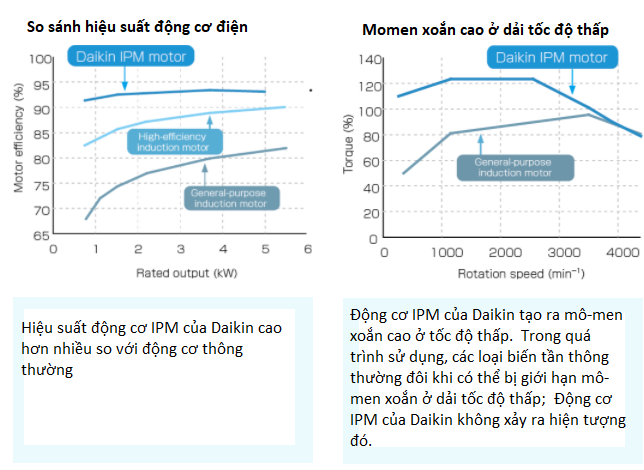 So sánh hiệu suất động cơ điện
100
95
90
85
80
75
70
65
0
1
2
3
4
5
6
Motor efficiency (%)
Rated output (kW)
Daikin IPM motor
High-efficiency
induction motor
General-purpose
induction motor
Momen xoắn cao ở dải tốc độ thấp
140
120
100
80
60
40
20
0
0
1000
2000
3000
4000
Torque (%)
Rotation speed (min⁻¹)
Daikin IPM motor
General-purpose
induction motor
Hiệu suất động cơ IPM của Daikin cao
hơn nhiều so với động cơ thông
thường
Động cơ IPM của Daikin tạo ra mô-men
xoắn cao ở tốc độ thấp. Trong quá
trình sử dụng, các loại biến tần thông
thường đôi khi có thể bị giới hạn mô-
men xoắn ở dải tốc độ thấp; Động cơ
IPM của Daikin không xảy ra hiện tượng
đó.